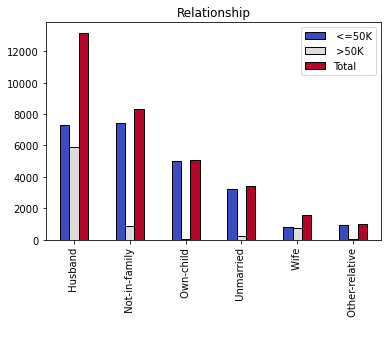 Relationship
<=50K
>50K
Total
12000
10000
8000
6000
4000
2000
0
Husband
Not-in-family
Own-child
Unmarried
Wife
Other-relative